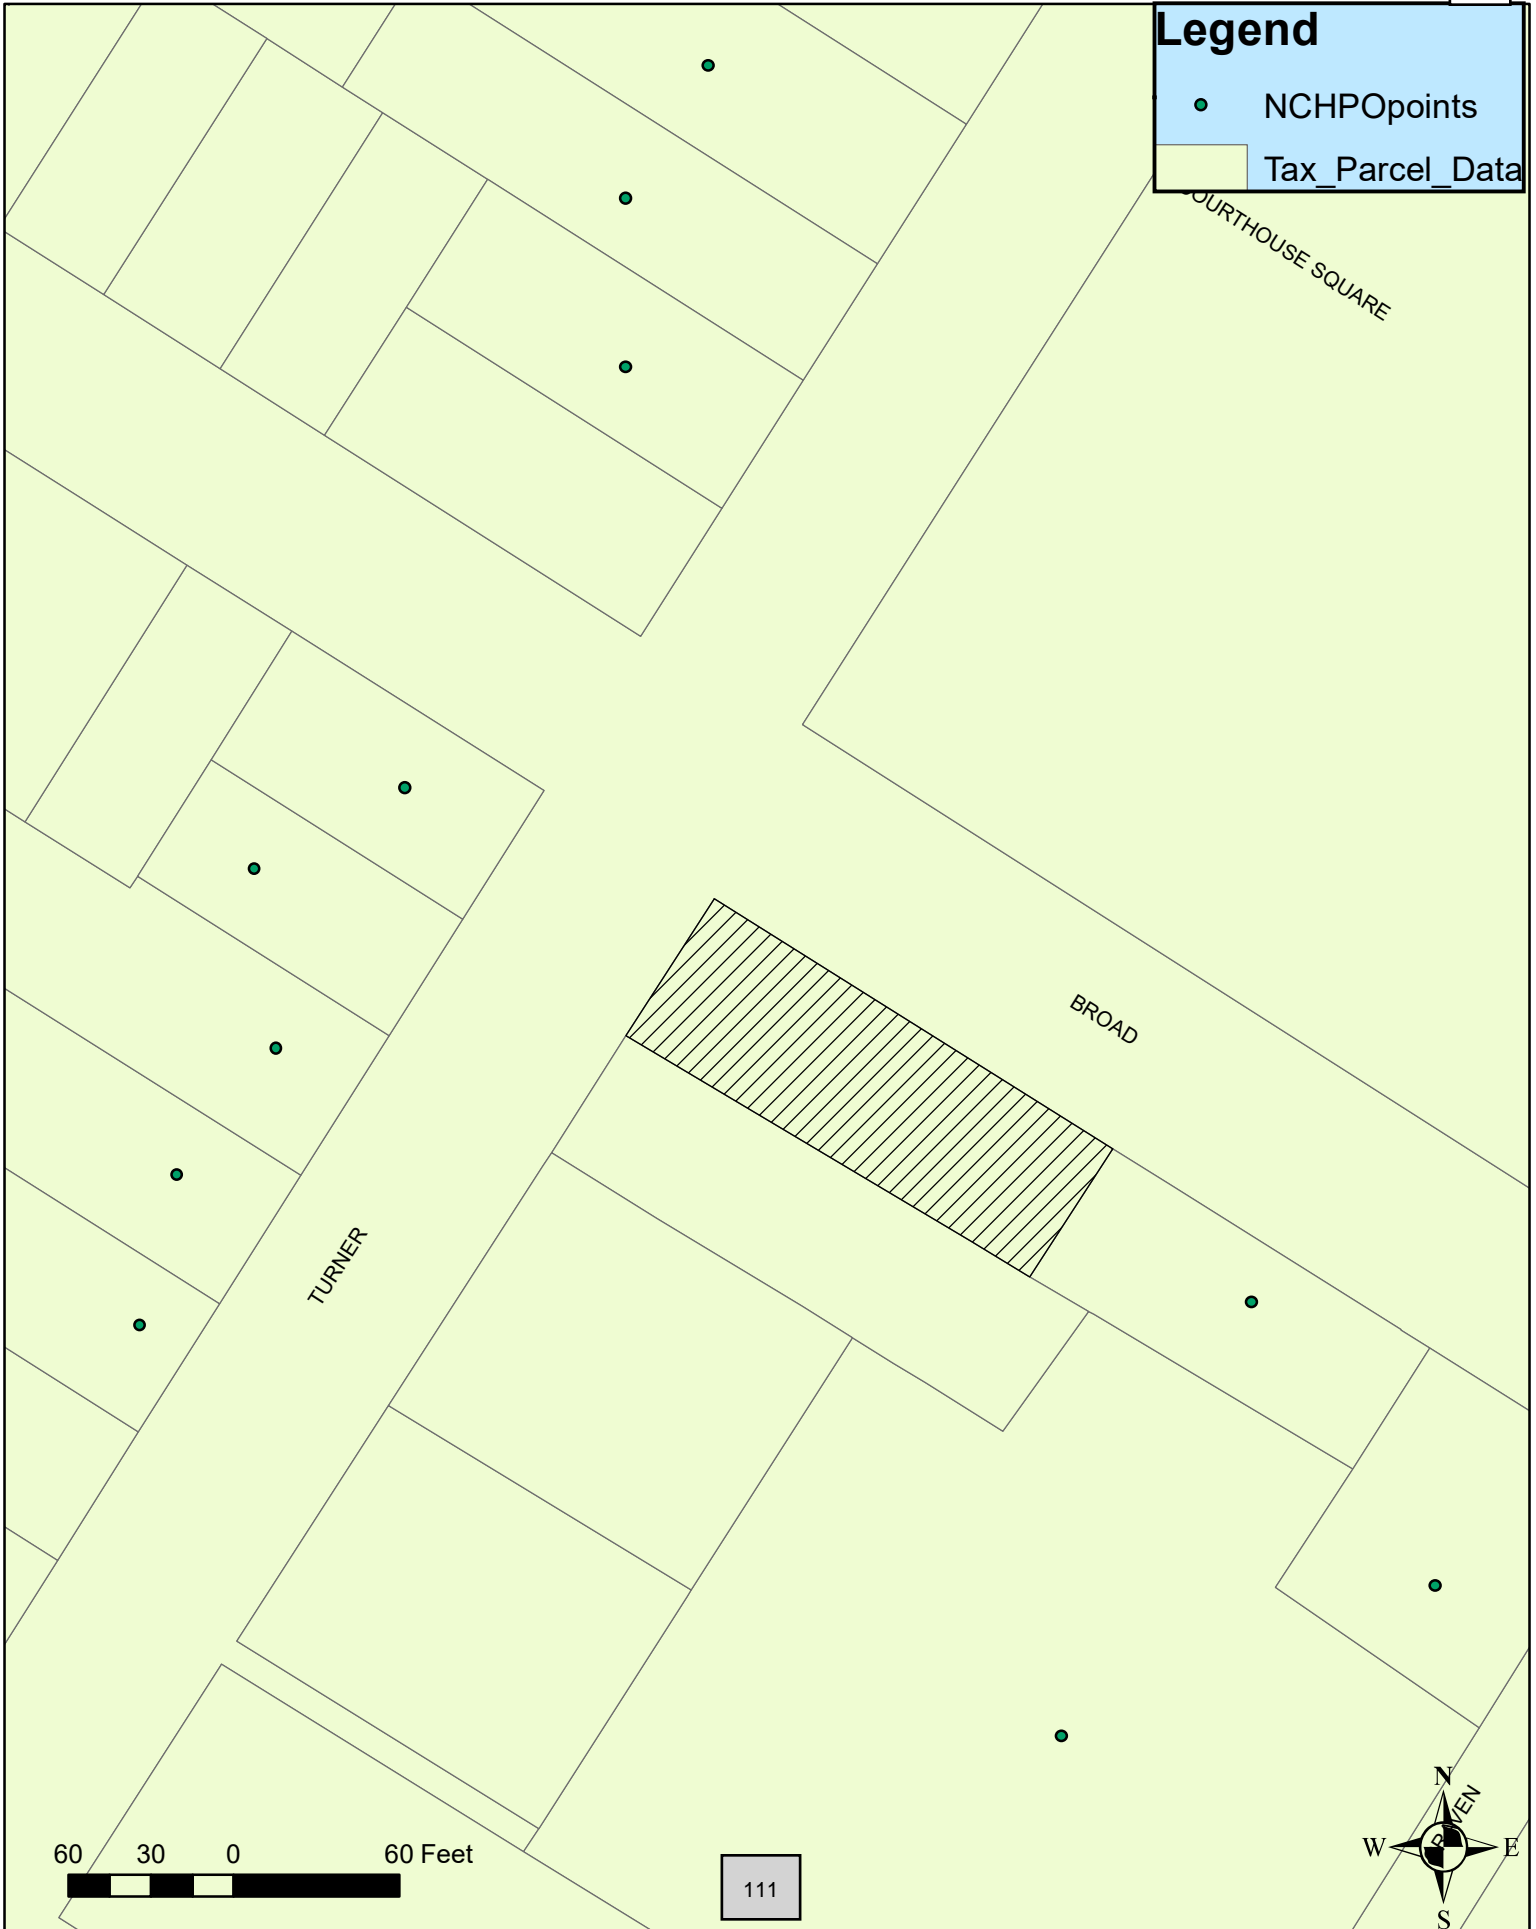 Legend
NCHPOpoints
Tax_Parcel_Data
COURTHOUSE SQUARE
BROAD
TURNER
60 30 0 60 Feet
111
N
W E
S